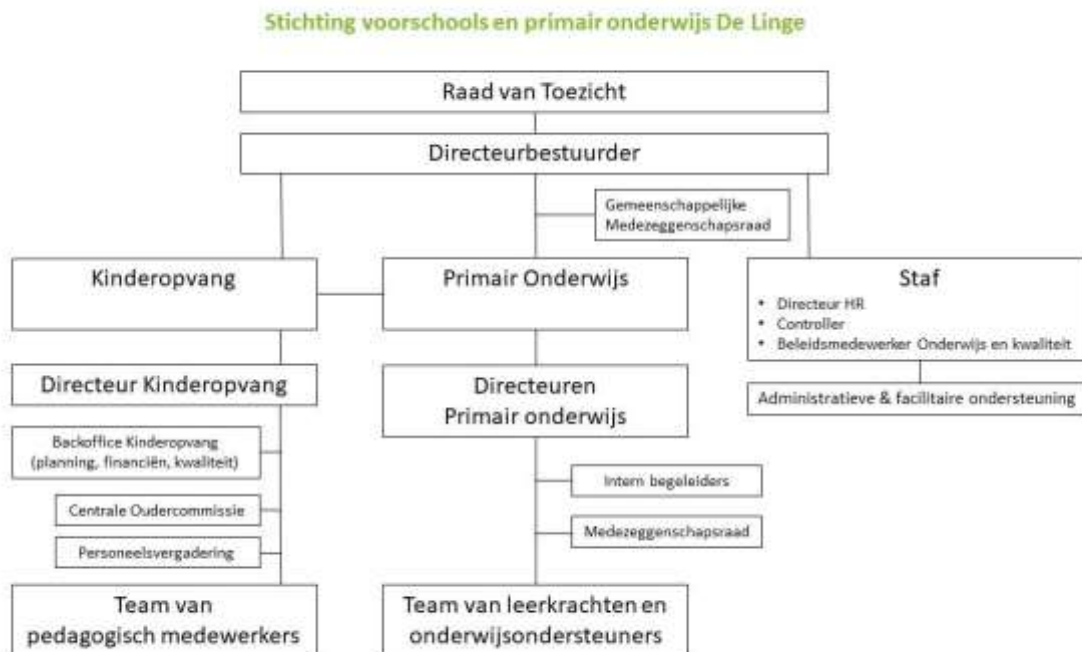 Stichting voorschools en primair onderwijs De Linge
Raad van Toezicht
Directeurbestuurder
Gemeenschappelijke
Medezeggenschapsraad
Kinderopvang
Primair Onderwijs
Staf
• Directeur HR
• Controller
• Beleidsmedewerker Onderwijs en kwaliteit
Directeur Kinderopvang
Directeuren
Primair onderwijs
Administratieve & facilitaire ondersteuning
Backoffice Kinderopvang
(planning, financiën, kwaliteit)
Intern begeleiders
Centrale Oudercommissie
Medezeggenschapsraad
Personeelsvergadering
Team van
pedagogisch medewerkers
Team van leerkrachten en
onderwijsondersteuners